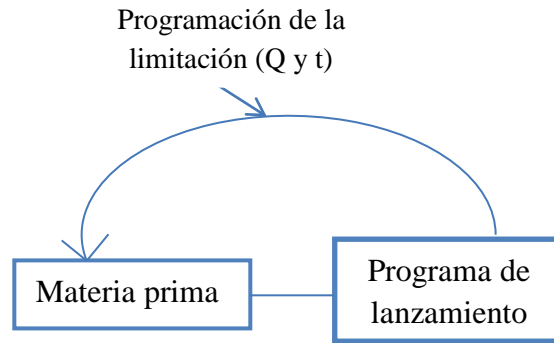 Programación de la
limitación (Q y t)
Materia prima
Programa de
lanzamiento